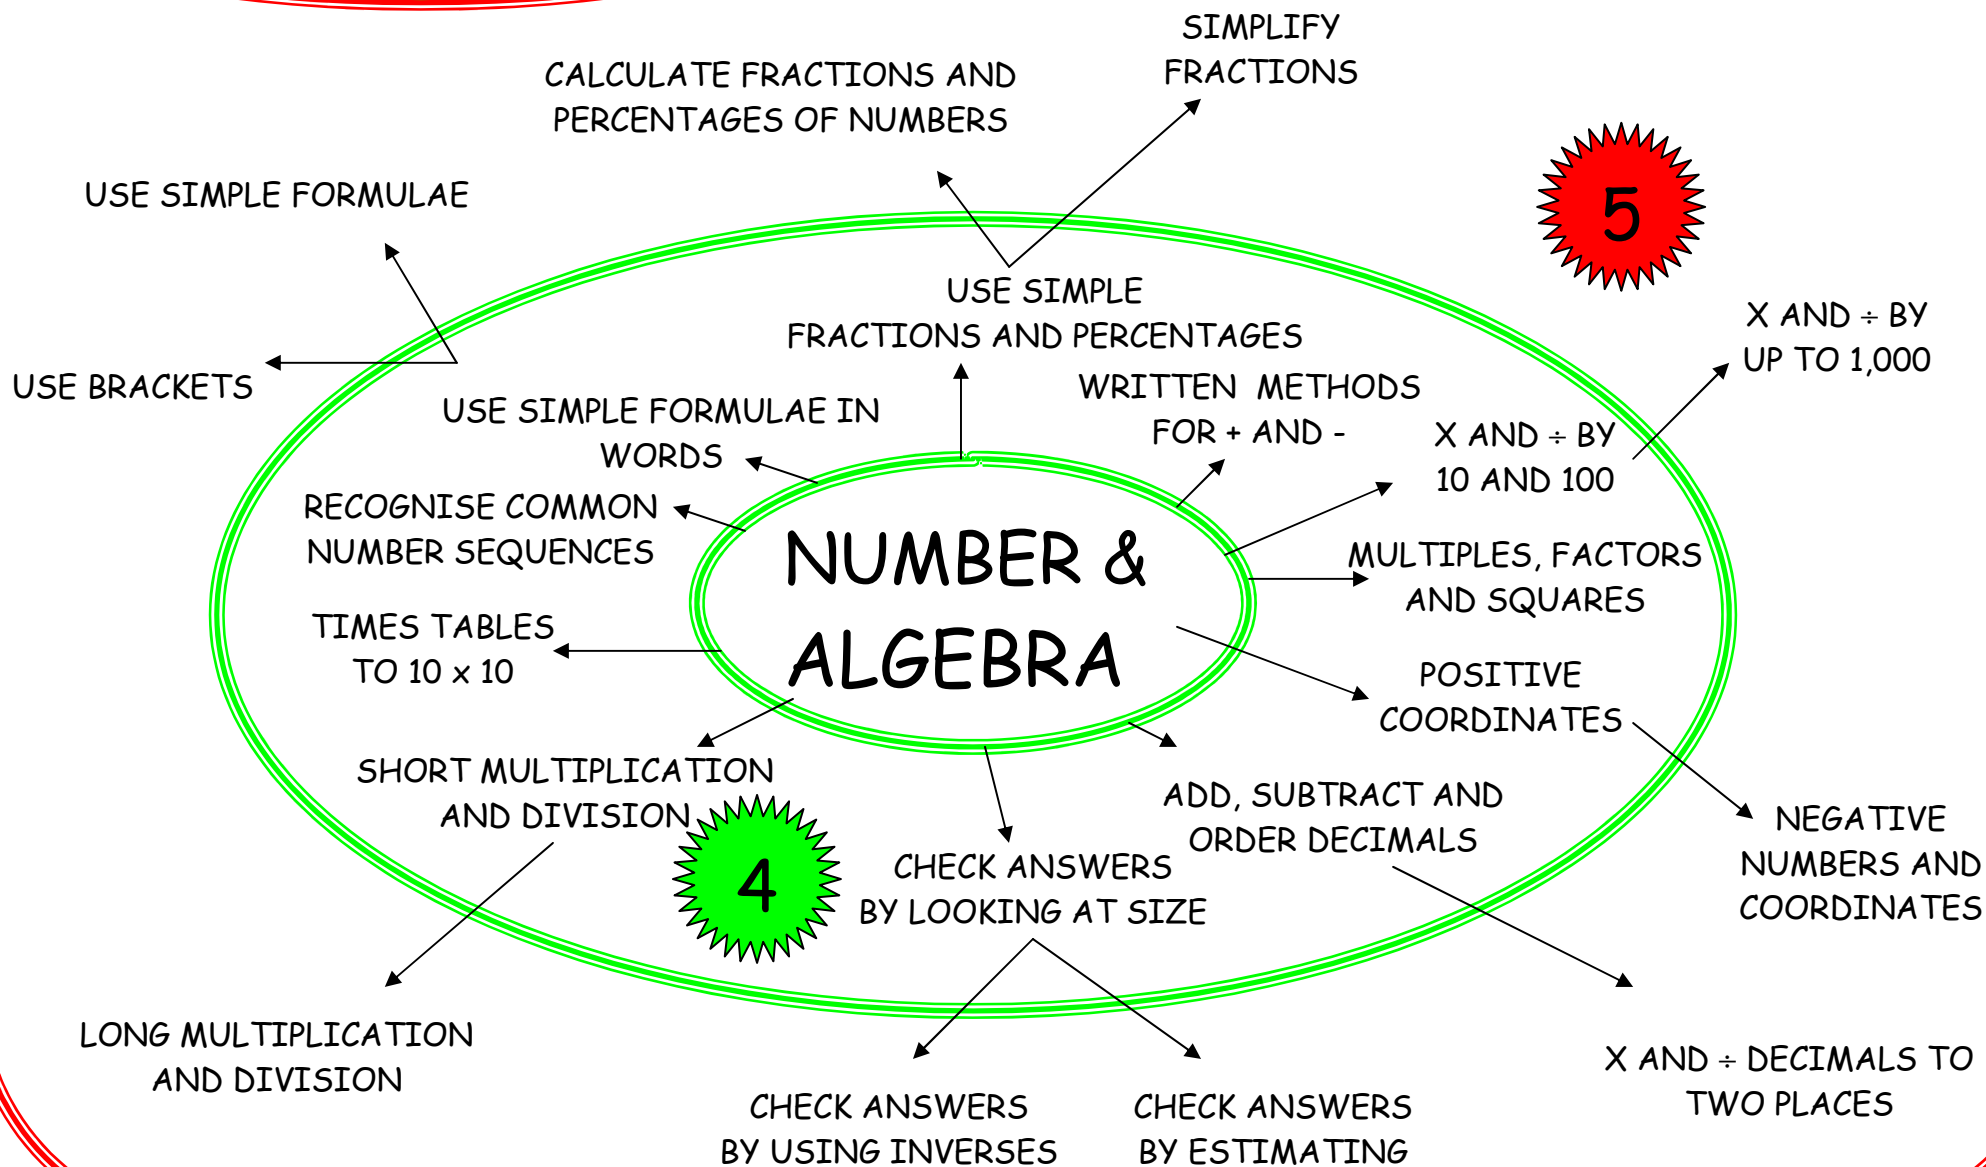 SIMPLIFY
FRACTIONS
CALCULATE FRACTIONS AND
PERCENTAGES OF NUMBERS
USE SIMPLE FORMULAE
5
USE SIMPLE
FRACTIONS AND PERCENTAGES
X AND ÷ BY
UP TO 1,000
USE BRACKETS
USE SIMPLE FORMULAE IN
WORDS
WRITTEN METHODS
FOR + AND -
X AND ÷ BY
10 AND 100
RECOGNISE COMMON
NUMBER SEQUENCES
NUMBER &
ALGEBRA
MULTIPLES, FACTORS
AND SQUARES
TIMES TABLES
TO 10 x 10
POSITIVE
COORDINATES
SHORT MULTIPLICATION
AND DIVISION
4
ADD, SUBTRACT AND
ORDER DECIMALS
CHECK ANSWERS
BY LOOKING AT SIZE
NEGATIVE
NUMBERS AND
COORDINATES
LONG MULTIPLICATION
AND DIVISION
X AND ÷ DECIMALS TO
TWO PLACES
CHECK ANSWERS
BY USING INVERSES
CHECK ANSWERS
BY ESTIMATING